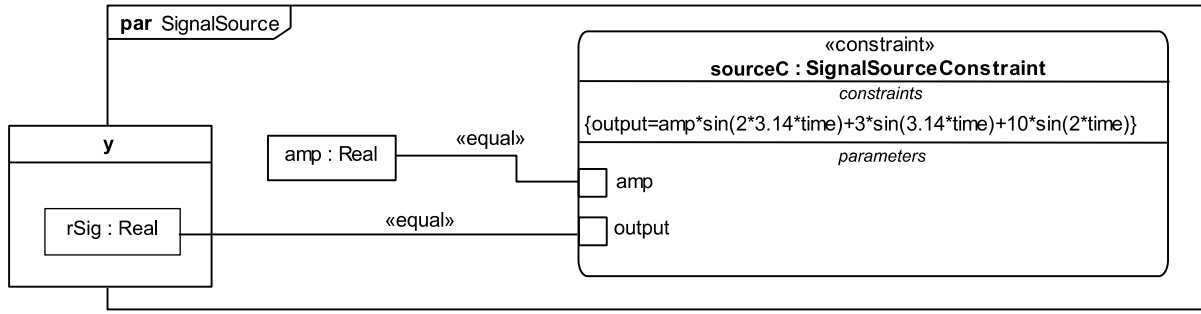 par SignalSource
«constraint»
sourceC : SignalSourceConstraint
constraints
{output=amp*sin(2*3.14*time)+3*sin(3.14*time)+10*sin(2*time)}
parameters
y
amp : Real
«equal»
amp
rSig : Real
«equal»
output